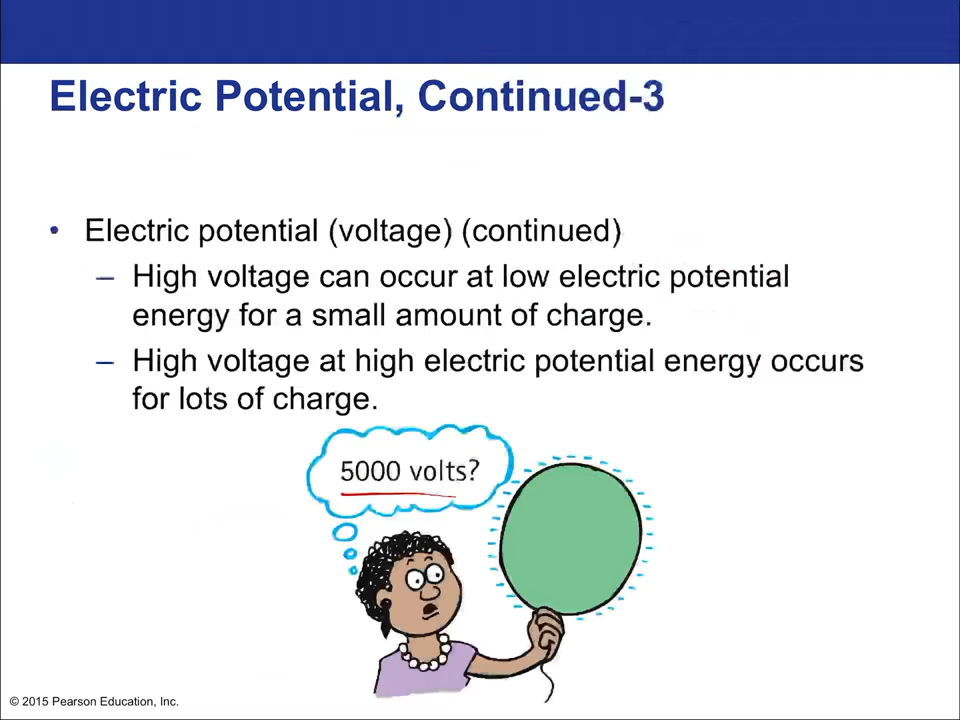 Electric Potential, Continued-3
• Electric potential (voltage) (continued)
– High voltage can occur at low electric potential
energy for a small amount of charge.
– High voltage at high electric potential energy occurs
for lots of charge.
5000 volts?
© 2015 Pearson Education, Inc.